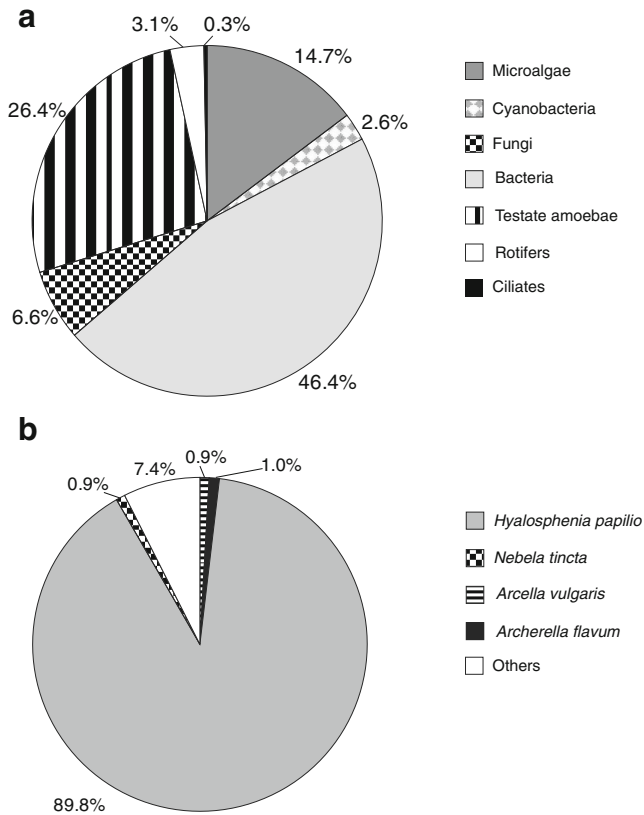 a
3.1%
0.3%
14.7%
26.4%
2.6%
6.6%
46.4%
Microalgae
Cyanobacteria
Fungi
Bacteria
Testate amoebae
Rotifers
Ciliates
b
0.9%
7.4%
0.9%
1.0%
89.8%
Hyalosphenia papilio
Nebela tincta
Arcella vulgaris
Archerella flavum
Others